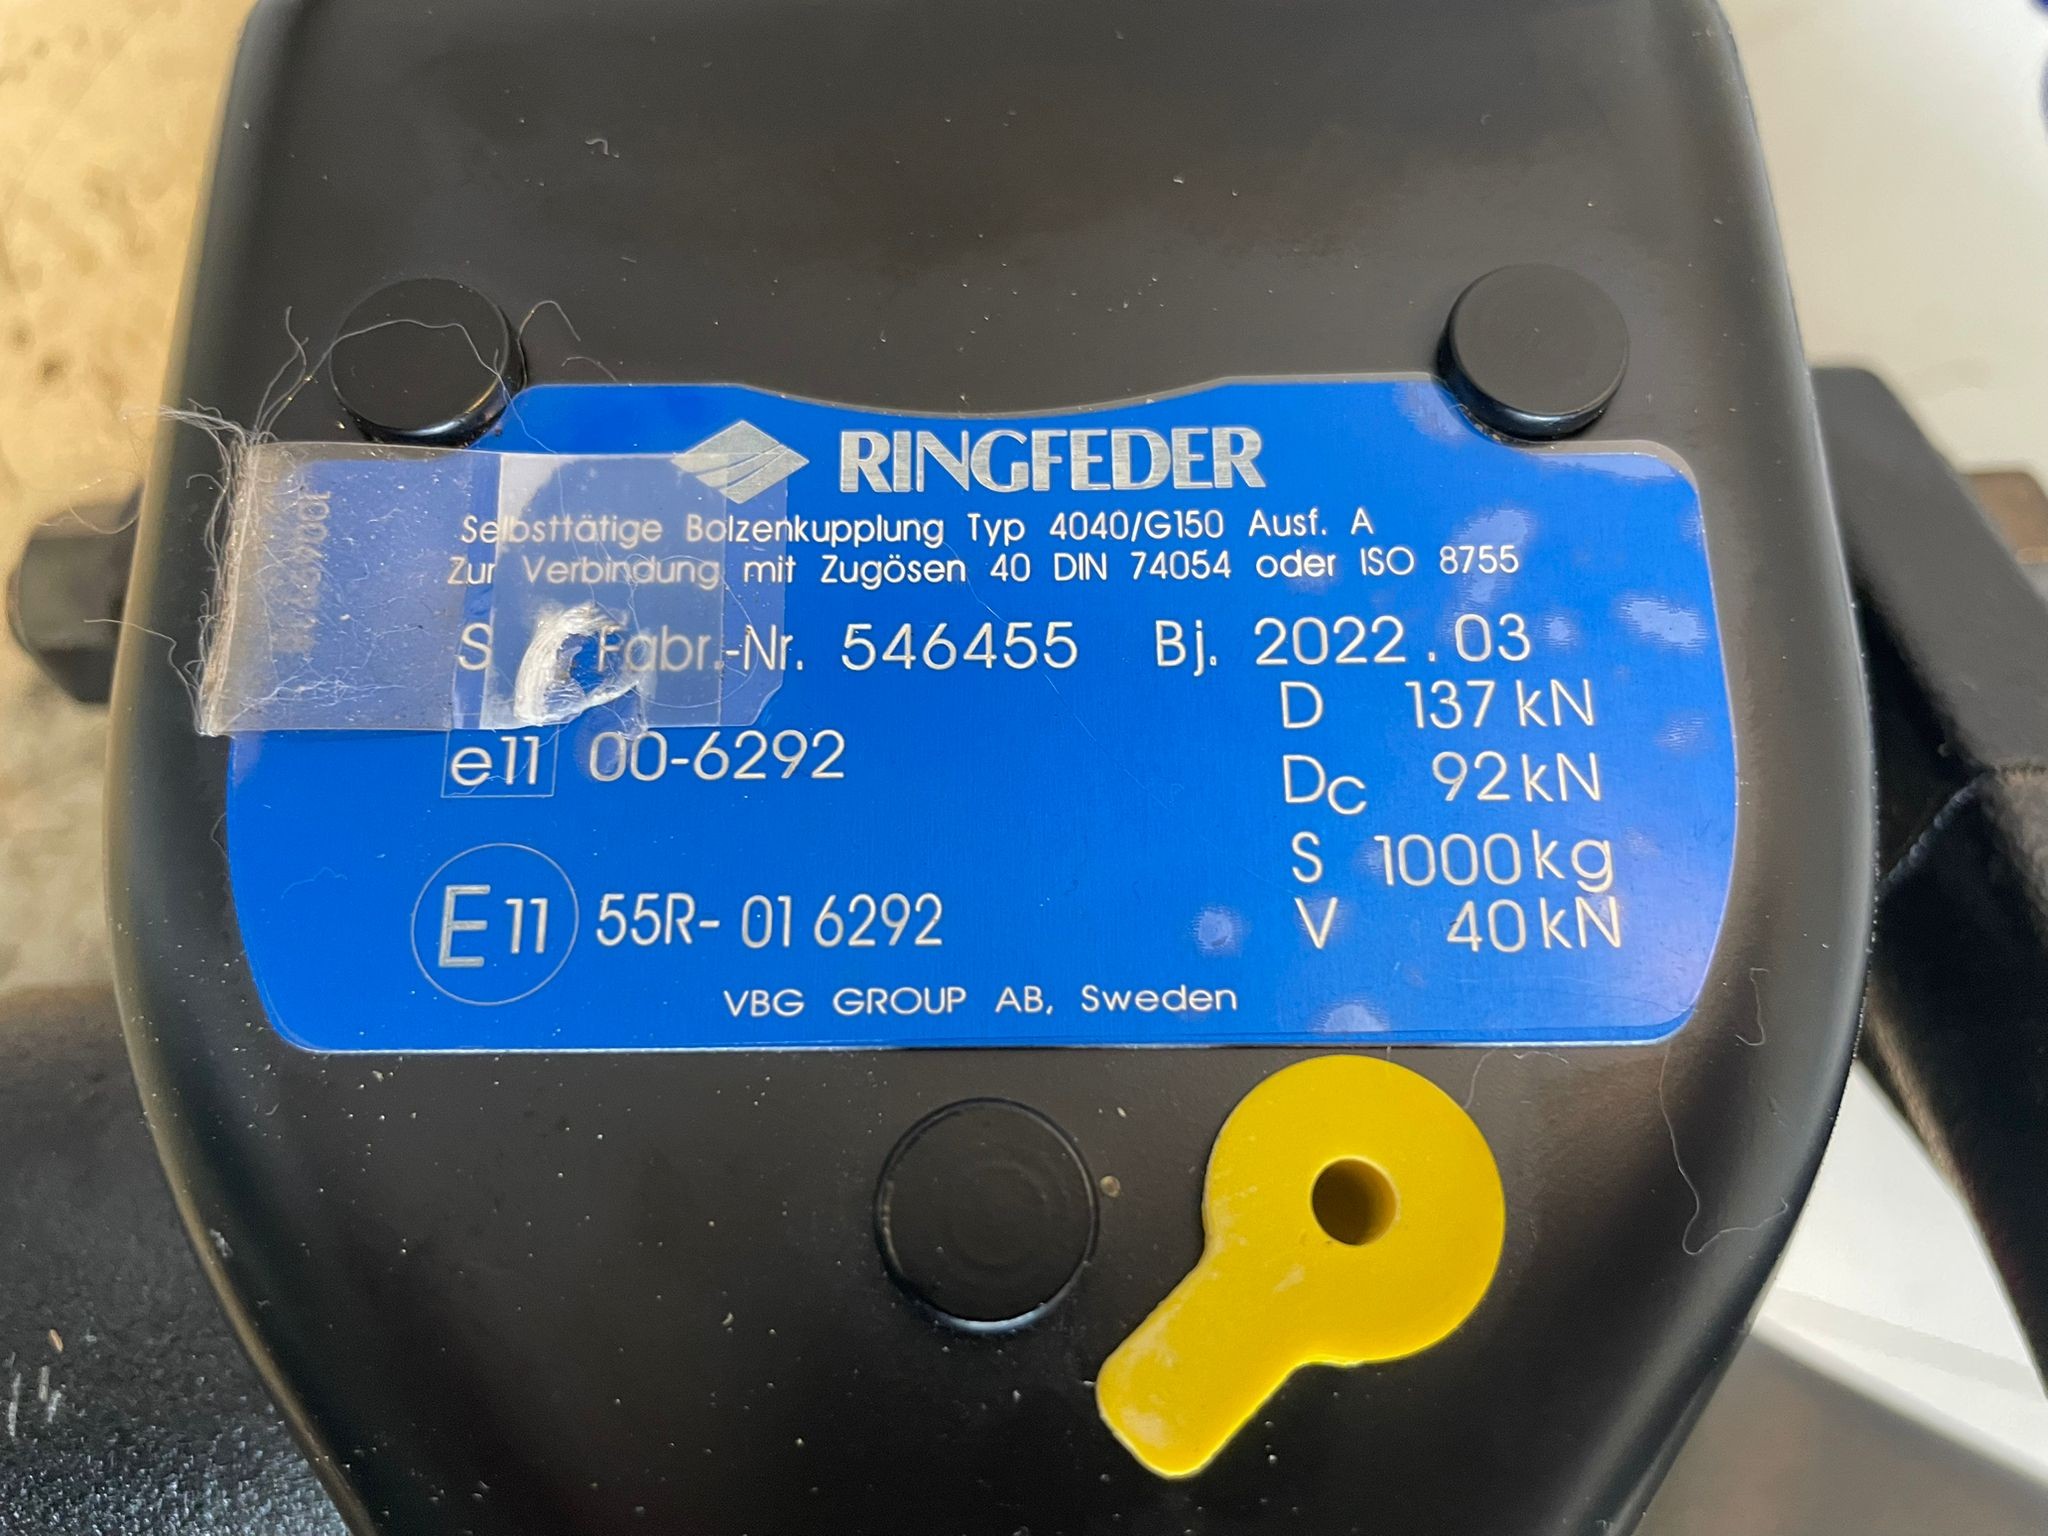 RINGFEDER
Selbsttätige Bolzenkupplung Typ 4040/G150 Ausf. A
Zur Verbindung mit Zugösen 40 DIN 74054 oder ISO 8755
S Fabr.-Nr. 546455 Bj. 2022.03
D 137 kN
e11 00-6292
Dc 92 kN
S 1000 kg
E 11 55R- 01 6292
V 40 kN
VBG GROUP AB, Sweden